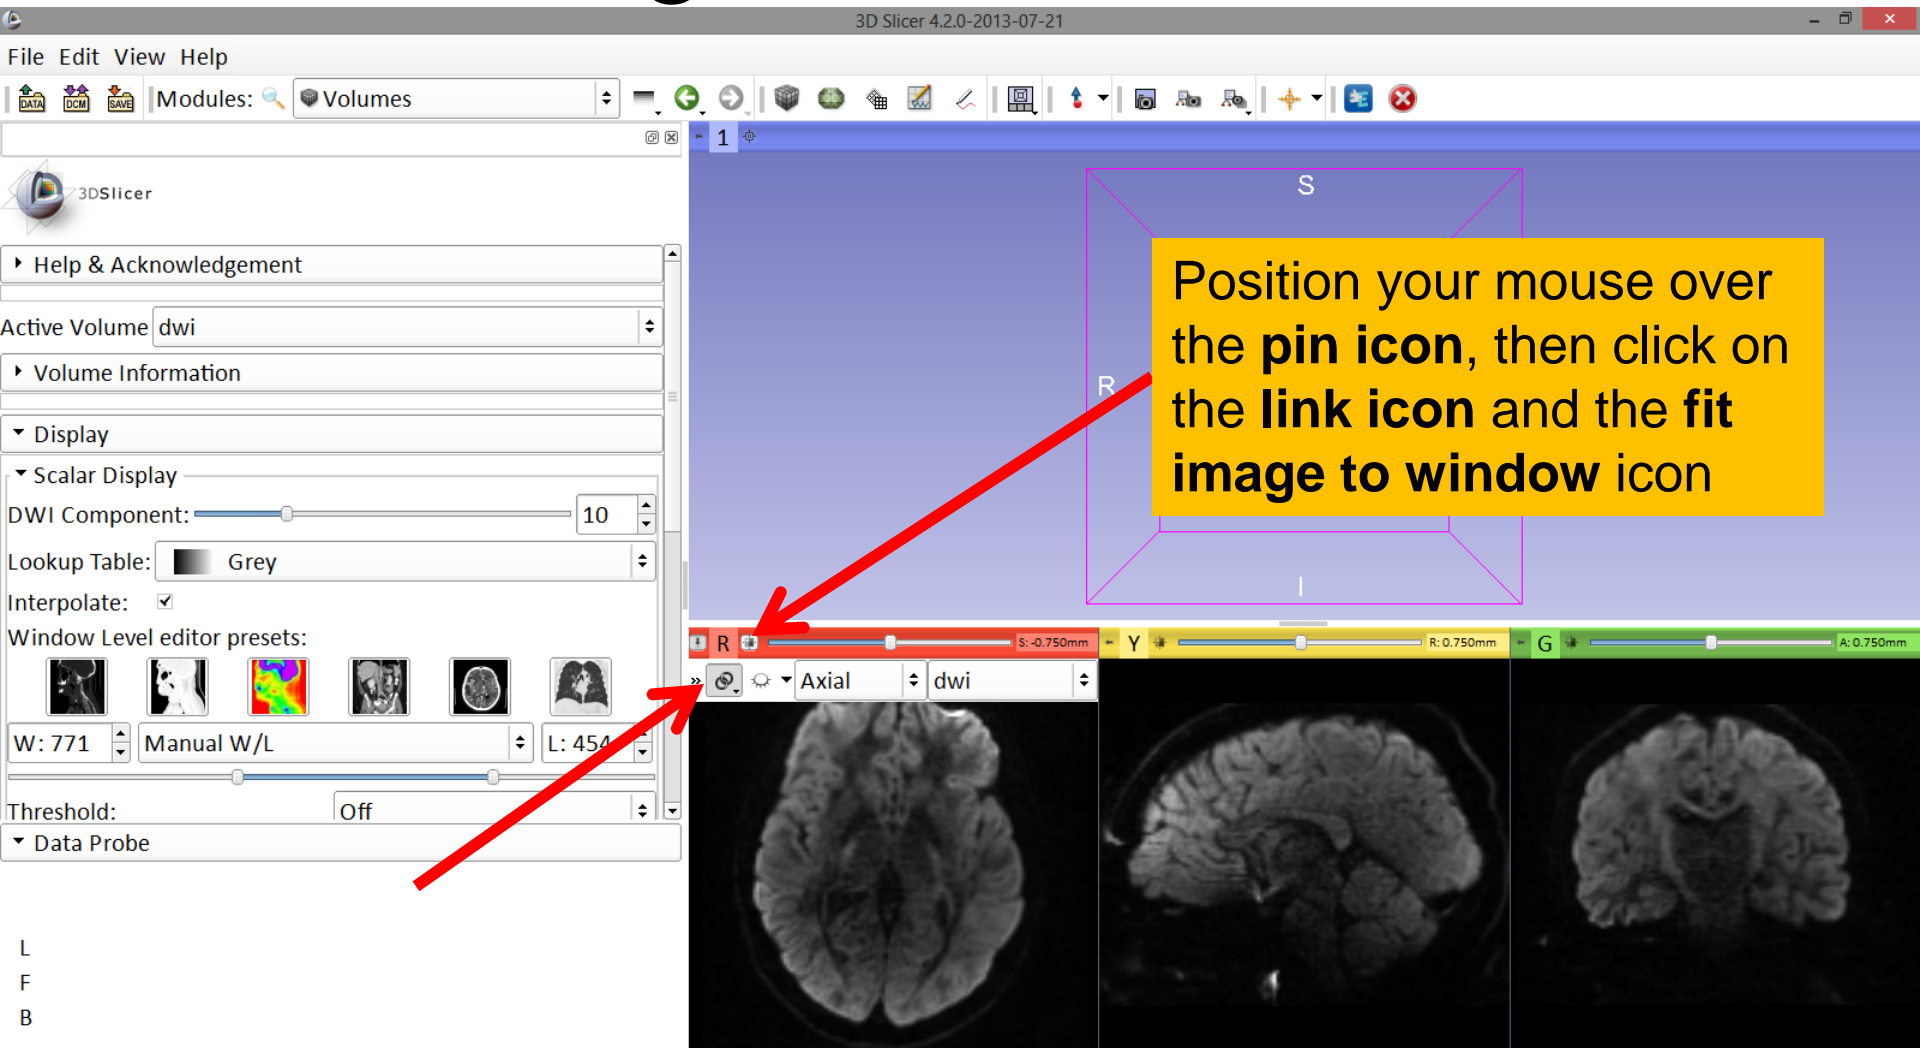 3D Slicer 4.2.0-2013-07-21
File Edit View Help
DATA DCM SAVE Modules: Volumes
1
3DSlicer
S
Help & Acknowledgement
Position your mouse over
the pin icon, then click on
the link icon and the fit
image to window icon
Active Volume dwi
Volume Information
R
Display
Scalar Display
DWI Component: 10
Lookup Table: Grey
I
Interpolate:
Window Level editor presets:
R S: -0.750mm Y R: 0.750mm G A: 0.750mm
» Axial dwi
W: 771 Manual W/L L: 454
Threshold: Off
Data Probe
L
F
B